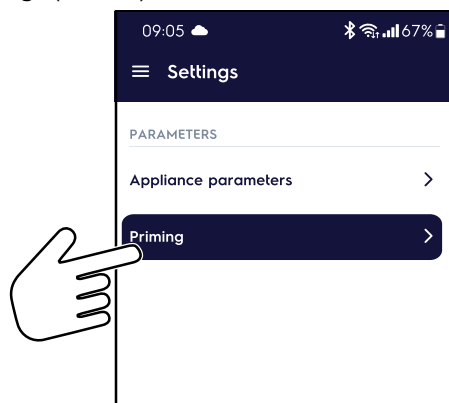 09:05 67%
Settings
PARAMETERS
Appliance parameters
Priming